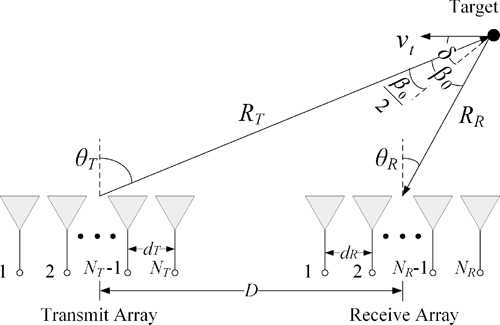 Target
v_t
δ
β_0
β_0/2
R_T
R_R
θ_T
θ_R
d_T
d_R
1 2 N_T-1 N_T 1 2 N_R-1 N_R
D
Transmit Array Receive Array